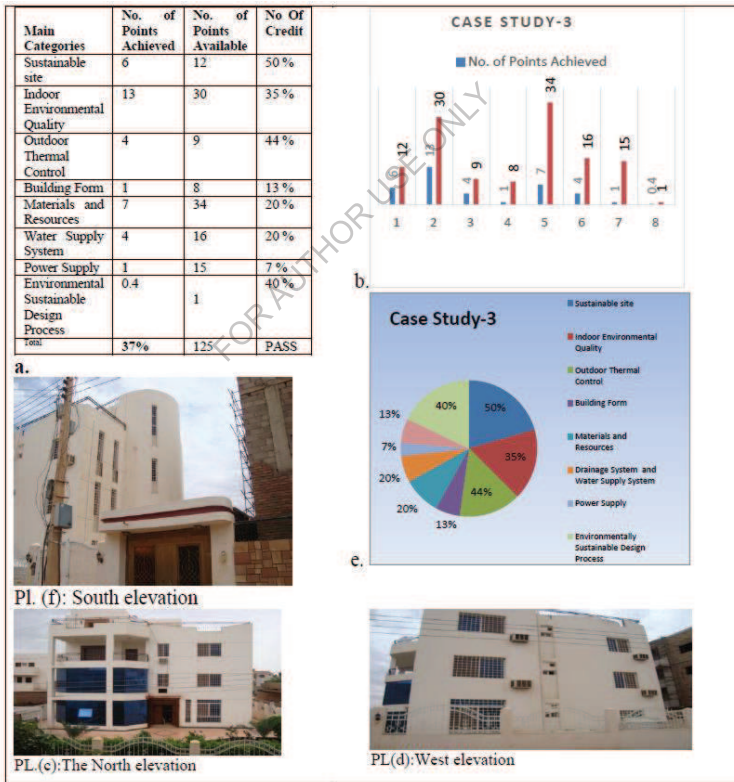 Main Categories No. of Points Achieved No. of Points Available No Of Credit
Sustainable site 6 12 50 %
Indoor Environmental Quality 13 30 35 %
Outdoor Thermal Control 4 9 44 %
Building Form 1 8 13 %
Materials and Resources 7 34 20 %
Water Supply System 4 16 20 %
Power Supply 1 15 7 %
Environmental Sustainable Design Process 0.4 1 40 %
Total 37% 125 PASS
a.
CASE STUDY-3
No. of Points Achieved
6 12 13 30 4 9 1 8 7 34 4 16 1 15 0.4 1
1 2 3 4 5 6 7 8
b.
FOR AUTHOR USE ONLY
Case Study-3
50%
35%
44%
13%
20%
20%
7%
13%
40%
Sustainable site
Indoor Environmental
Quality
Outdoor Thermal
Control
Building Form
Materials and
Resources
Drainage System and
Water Supply System
Power Supply
Environmentally
Sustainable Design
Process
e.
Pl. (f): South elevation
PL.(c):The North elevation
PL(d):West elevation